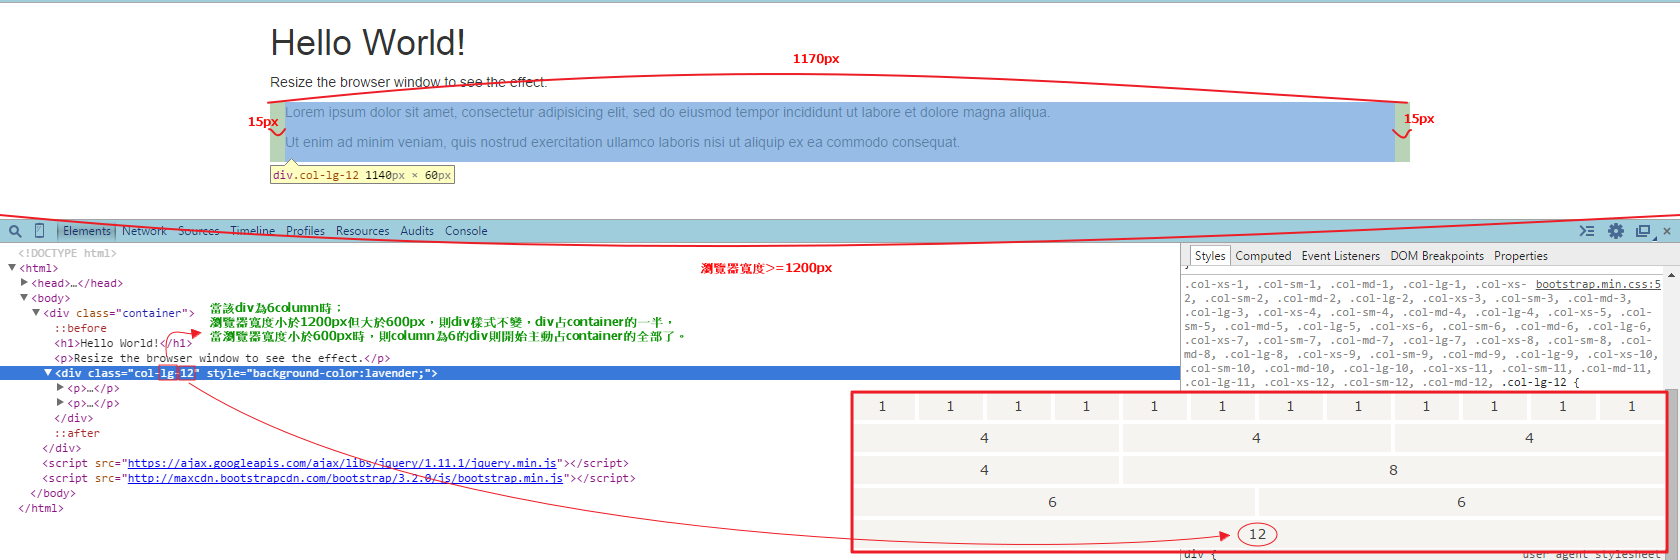 Hello World!
1170px
Resize the browser window to see the effect.
Lorem ipsum dolor sit amet, consectetur adipisicing elit, sed do eiusmod tempor incididunt ut labore et dolore magna aliqua.
15px
15px
Ut enim ad minim veniam, quis nostrud exercitation ullamco laboris nisi ut aliquip ex ea commodo consequat.
div.col-lg-12 1140px × 60px
Elements Network Sources Timeline Profiles Resources Audits Console
<!DOCTYPE html>
<html>
<head>…</head>
<body>
<div class="container">
::before
<h1>Hello World!</h1>
<p>Resize the browser window to see the effect.</p>
<div class="col-lg-12" style="background-color:lavender;">
<p>…</p>
<p>…</p>
</div>
::after
</div>
<script src="https://ajax.googleapis.com/ajax/libs/jquery/1.11.1/jquery.min.js"></script>
<script src="http://maxcdn.bootstrapcdn.com/bootstrap/3.2.0/js/bootstrap.min.js"></script>
</body>
</html>
瀏覽器寬度>=1200px
當該div為6column時；
瀏覽器寬度小於1200px但大於600px，則div樣式不變，div占container的一半，
當瀏覽器寬度小於600px時，則column為6的div則開始主動占container的全部了。
Styles Computed Event Listeners DOM Breakpoints Properties
}
.col-xs-1, .col-sm-1, .col-md-1, .col-lg-1, .col-xs- bootstrap.min.css:5
2, .col-sm-2, .col-md-2, .col-lg-2, .col-xs-3, .col-sm-3, .col-md-3,
.col-lg-3, .col-xs-4, .col-sm-4, .col-md-4, .col-lg-4, .col-xs-5, .col-
sm-5, .col-md-5, .col-lg-5, .col-xs-6, .col-sm-6, .col-md-6, .col-lg-6,
.col-xs-7, .col-sm-7, .col-md-7, .col-lg-7, .col-xs-8, .col-sm-8, .col-
md-8, .col-lg-8, .col-xs-9, .col-sm-9, .col-md-9, .col-lg-9, .col-xs-10,
.col-sm-10, .col-md-10, .col-lg-10, .col-xs-11, .col-sm-11, .col-md-11,
.col-lg-11, .col-xs-12, .col-sm-12, .col-md-12, .col-lg-12 {
1 1 1 1 1 1 1 1 1 1 1 1
4 4 4
4 8
6 6
12
div { user agent stylesheet